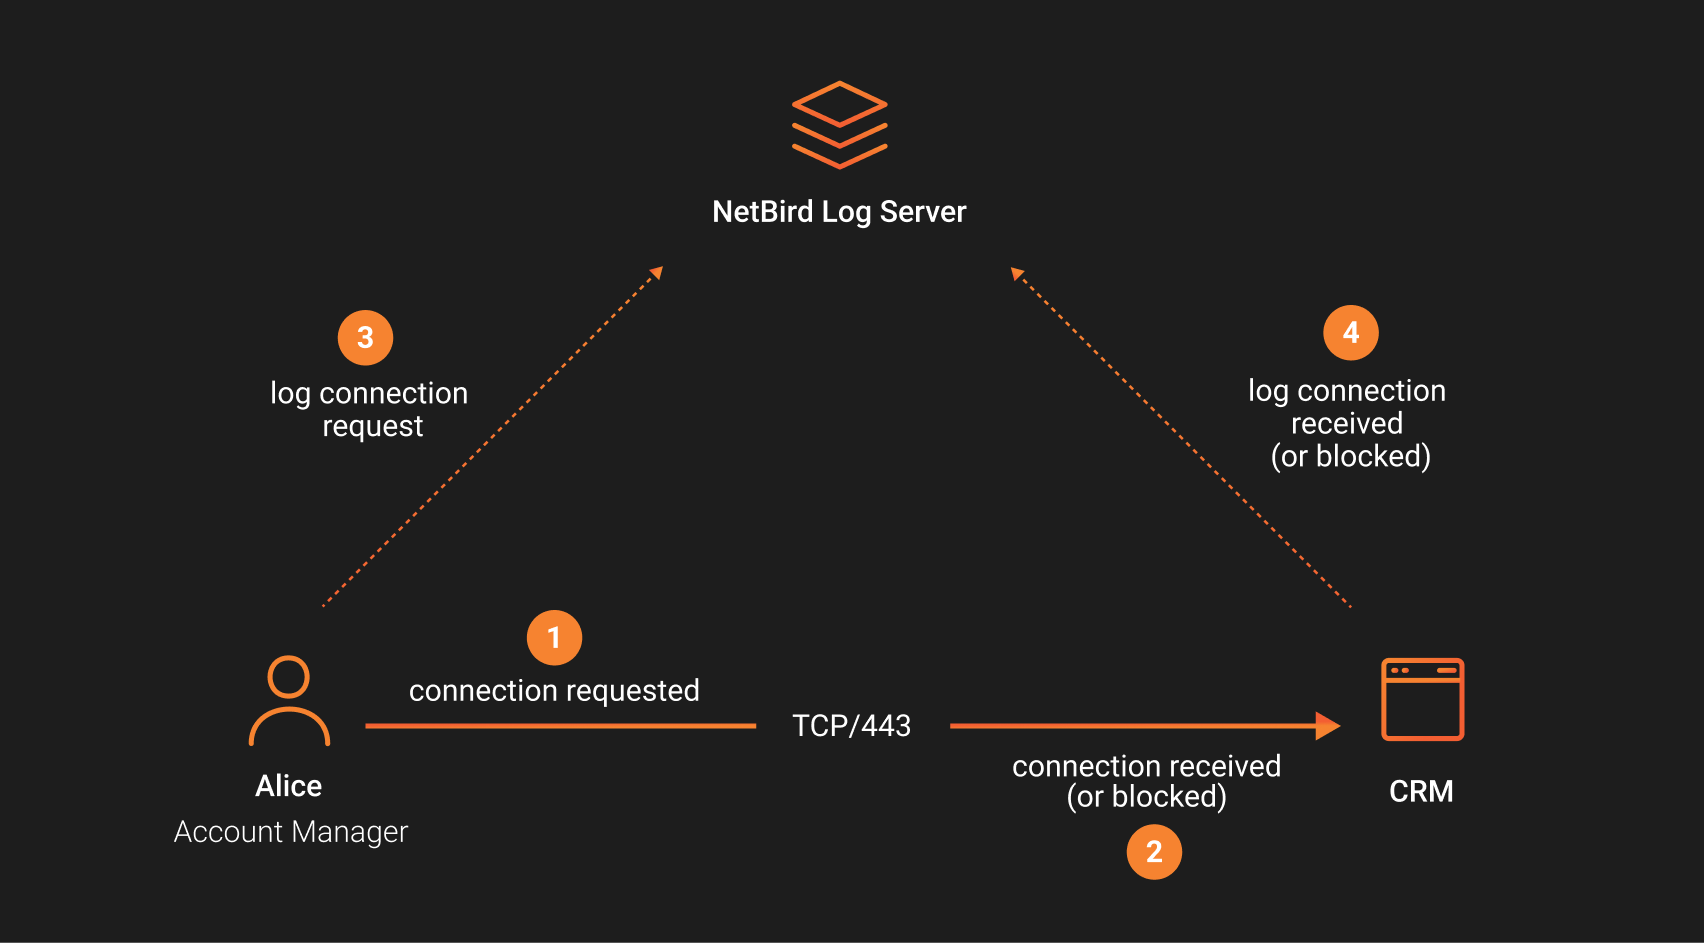 NetBird Log Server
3
log connection
request
4
log connection
received
(or blocked)
1
connection requested
TCP/443
connection received
(or blocked)
2
Alice
Account Manager
CRM